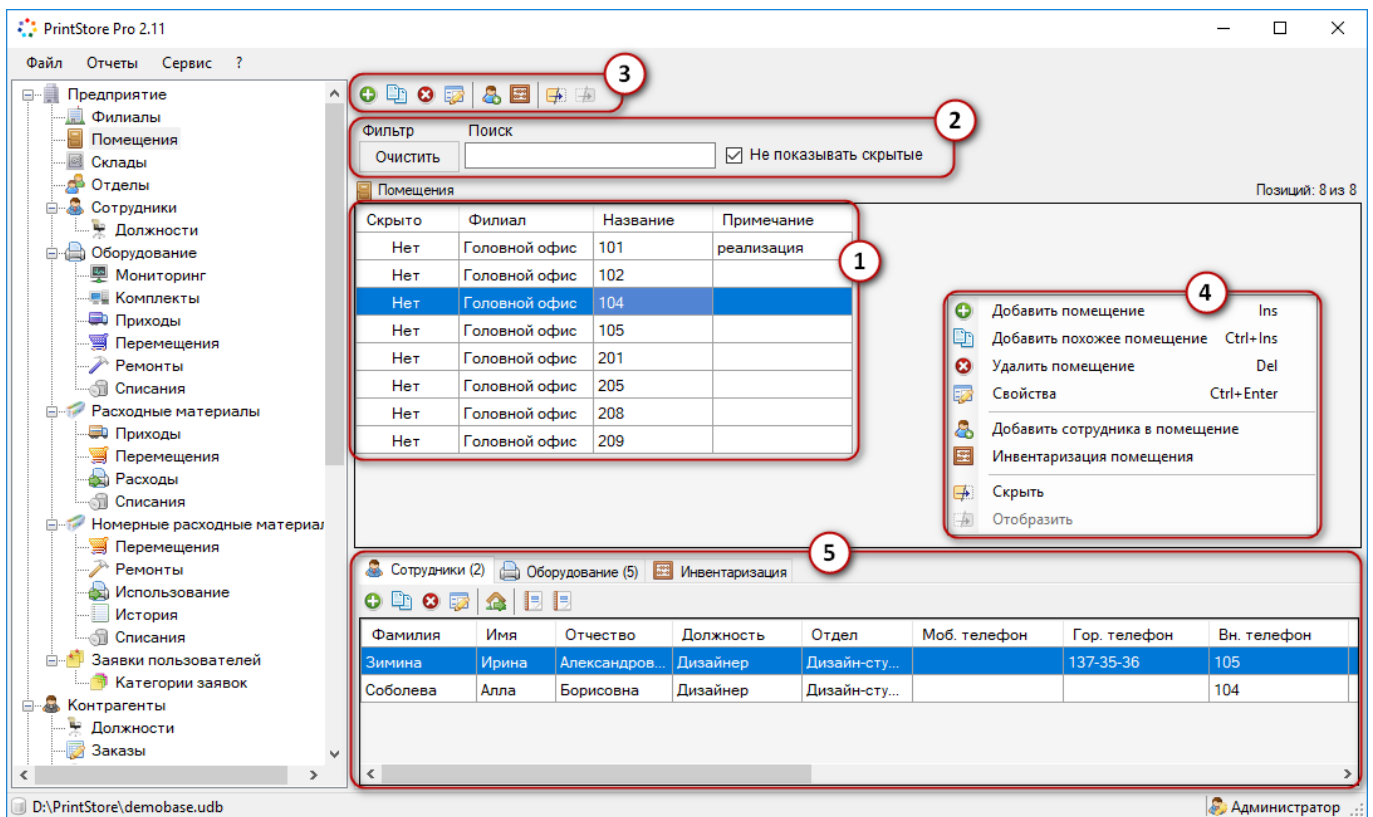 PrintStore Pro 2.11
Файл Отчеты Сервис ?
Предприятие
Филиалы
Помещения
Склады
Отделы
Сотрудники
Должности
Оборудование
Мониторинг
Комплекты
Приходы
Перемещения
Ремонты
Списания
Расходные материалы
Приходы
Перемещения
Расходы
Списания
Номерные расходные материал
Перемещения
Ремонты
Использование
История
Списания
Заявки пользователей
Категории заявок
Контрагенты
Должности
Заказы
3
Фильтр Поиск
2
Очистить Не показывать скрытые
Помещения Позиций: 8 из 8
Скрыто Филиал Название Примечание
Нет Головной офис 101 реализация
1
Нет Головной офис 102
Нет Головной офис 104
Нет Головной офис 105
Нет Головной офис 201
Нет Головной офис 205
Нет Головной офис 208
Нет Головной офис 209
4
Добавить помещение Ins
Добавить похожее помещение Ctrl+Ins
Удалить помещение Del
Свойства Ctrl+Enter
Добавить сотрудника в помещение
Инвентаризация помещения
Скрыть
Отобразить
5
Сотрудники (2) Оборудование (5) Инвентаризация
Фамилия Имя Отчество Должность Отдел Моб. телефон Гор. телефон Вн. телефон
Зимина Ирина Александров... Дизайнер Дизайн-сту... 137-35-36 105
Соболева Алла Борисовна Дизайнер Дизайн-сту... 104
D:\PrintStore\demobase.udb Администратор